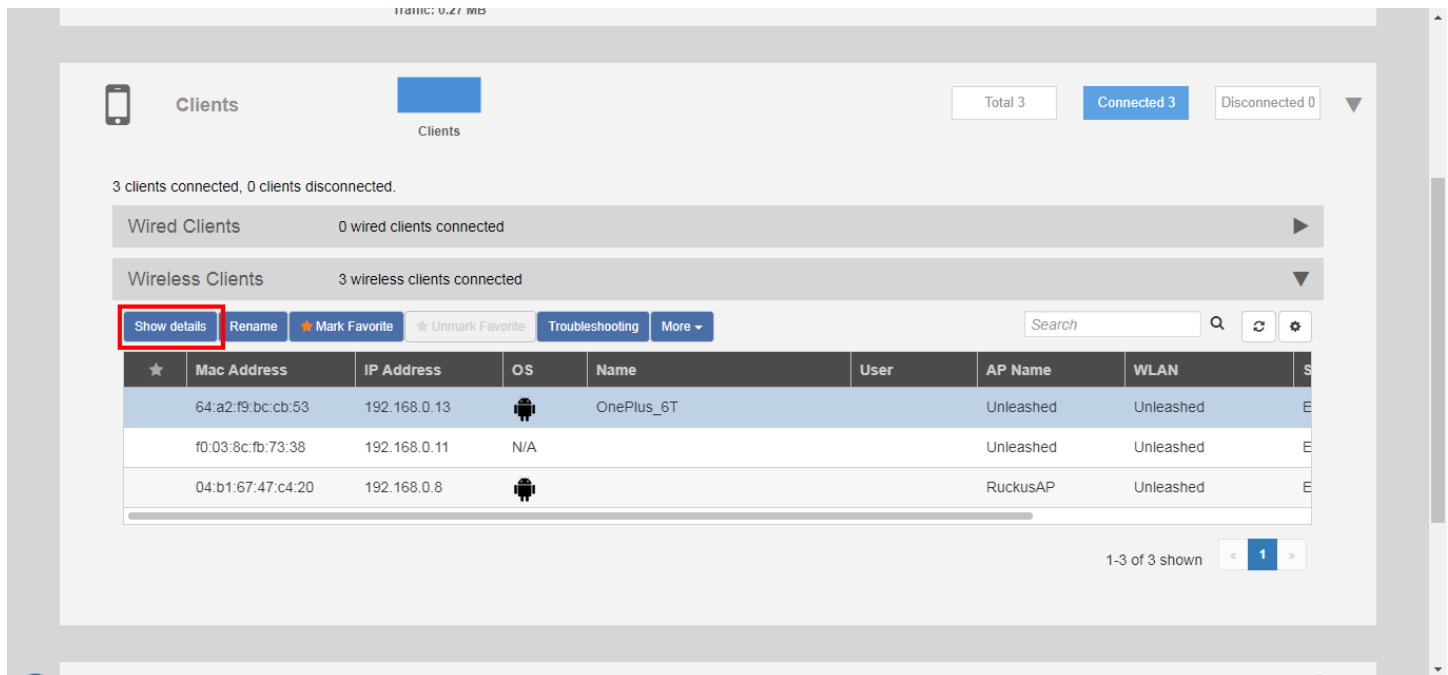 Traffic: 0.27 MB
Clients
Clients
Total 3
Connected 3
Disconnected 0
3 clients connected, 0 clients disconnected.
Wired Clients 0 wired clients connected
Wireless Clients 3 wireless clients connected
Show details Rename Mark Favorite Unmark Favorite Troubleshooting More Search
Mac Address IP Address OS Name User AP Name WLAN S
64:a2:f9:bc:cb:53 192.168.0.13 OnePlus_6T Unleashed Unleashed E
f0:03:8c:fb:73:38 192.168.0.11 N/A Unleashed Unleashed E
04:b1:67:47:c4:20 192.168.0.8 RuckusAP Unleashed E
1-3 of 3 shown « 1 »